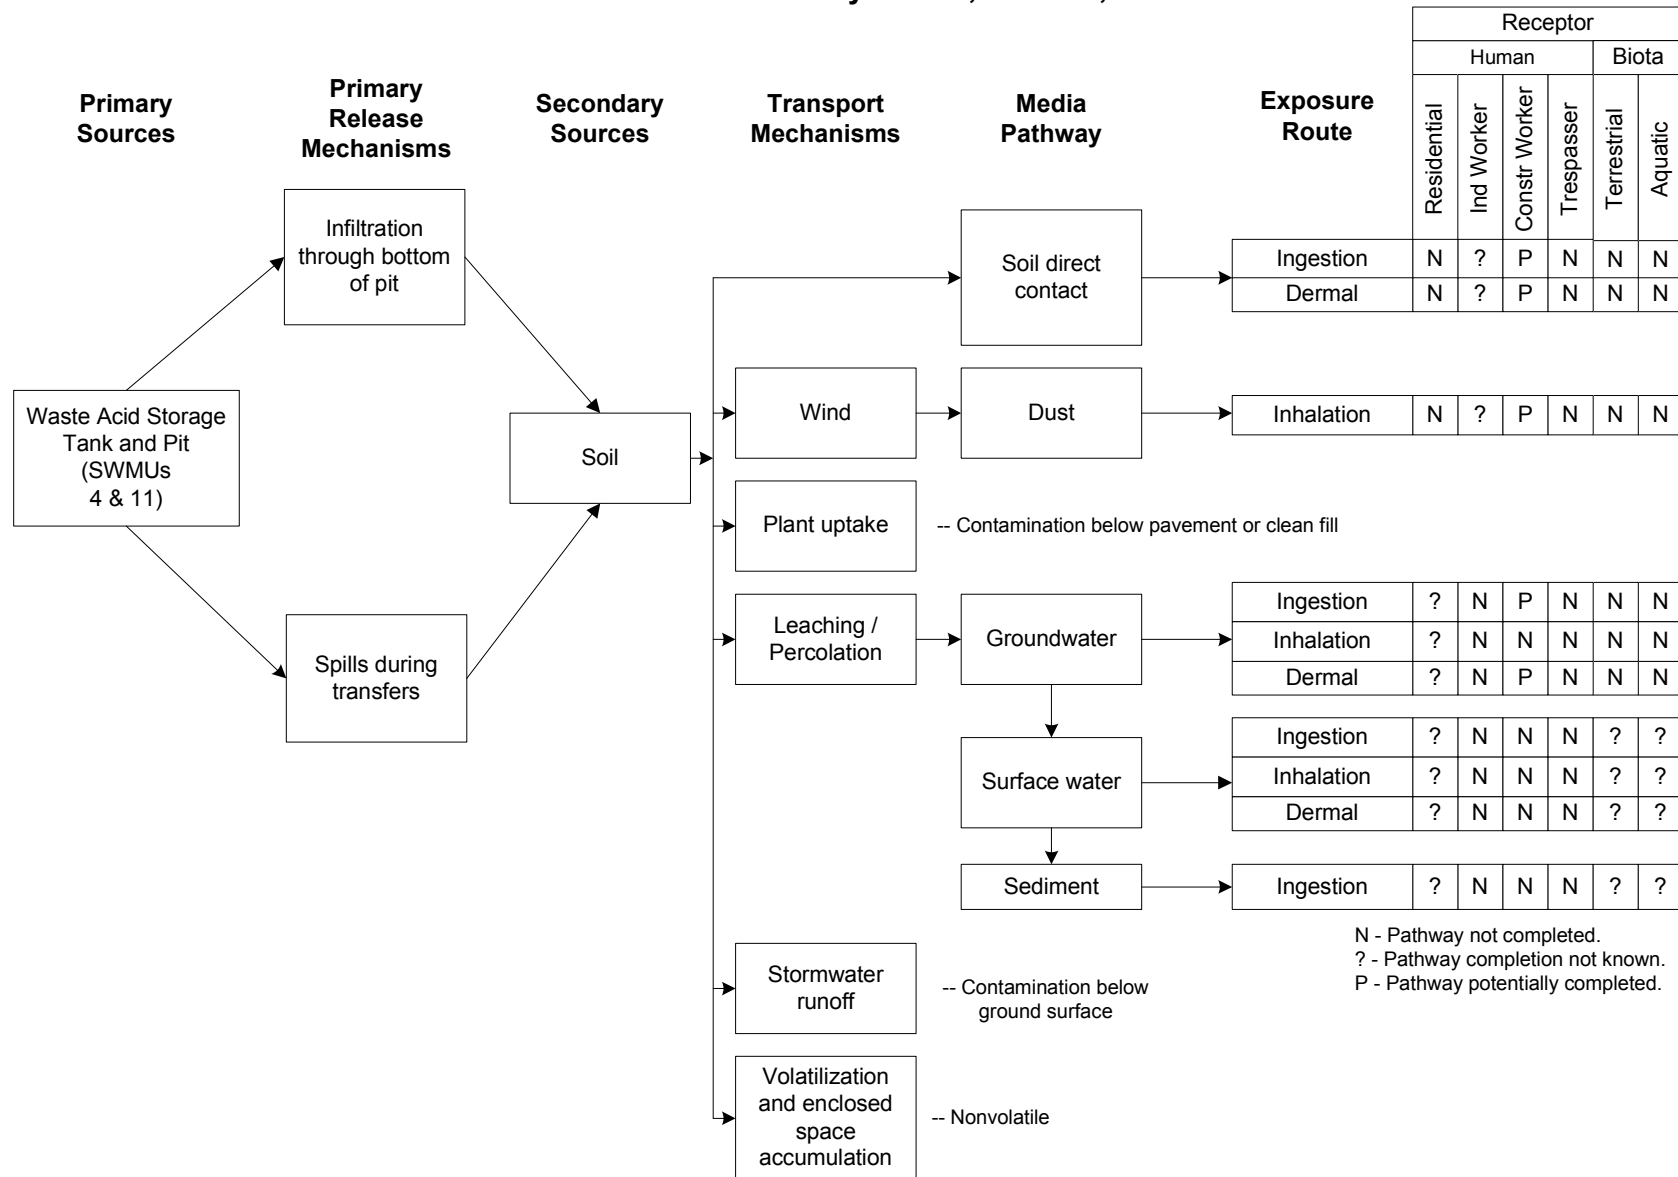 Receptor
Human Biota
Primary
Sources
Primary
Release
Mechanisms
Secondary
Sources
Transport
Mechanisms
Media
Pathway
Exposure
Route
Residential
Ind Worker
Constr Worker
Trespasser
Terrestrial
Aquatic
Infiltration
through bottom
of pit
Soil direct
contact
Ingestion N ? P N N N
Dermal N ? P N N N
Waste Acid Storage
Tank and Pit
(SWMUs
4 & 11)
Soil
Wind
Dust
Inhalation N ? P N N N
Plant uptake
-- Contamination below pavement or clean fill
Spills during
transfers
Leaching /
Percolation
Groundwater
Ingestion ? N P N N N
Inhalation ? N N N N N
Dermal ? N P N N N
Surface water
Ingestion ? N N N ? ?
Inhalation ? N N N ? ?
Dermal ? N N N ? ?
Sediment
Ingestion ? N N N ? ?
N - Pathway not completed.
? - Pathway completion not known.
P - Pathway potentially completed.
Stormwater
runoff
-- Contamination below
ground surface
Volatilization
and enclosed
space
accumulation
-- Nonvolatile